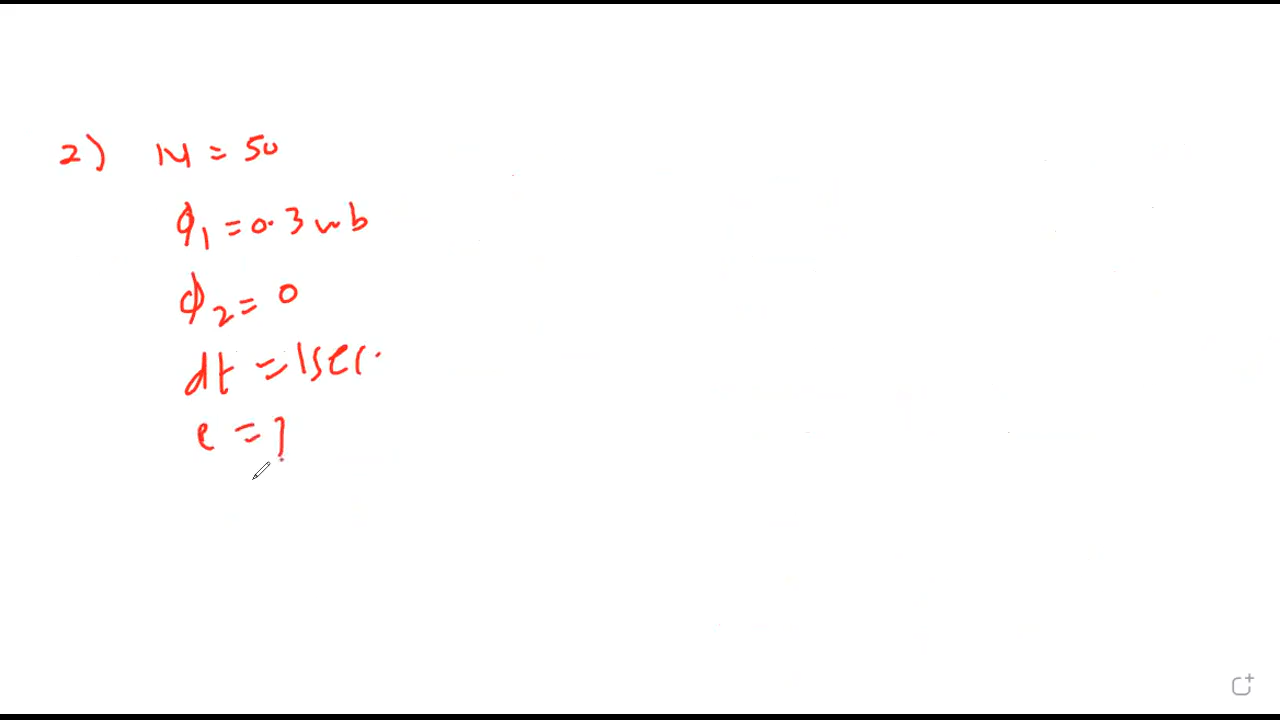 2) N = 50
ϕ1 = 0.3 wb
ϕ2 = 0
dt = 1sec.
e = ?